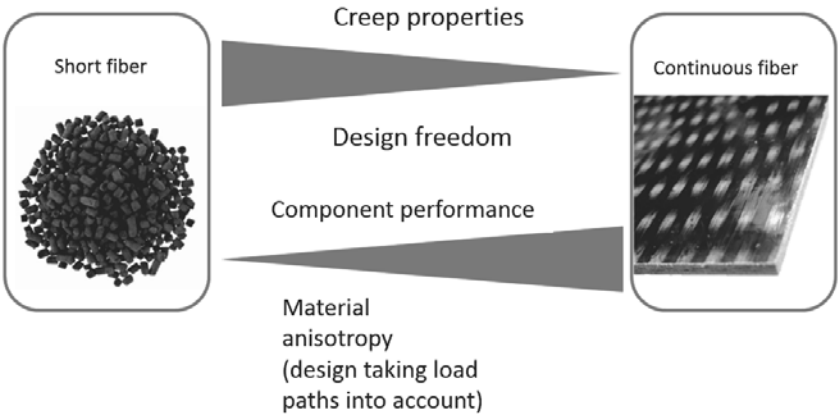 Creep properties
Short fiber
Continuous fiber
Design freedom
Component performance
Material
anisotropy
(design taking load
paths into account)